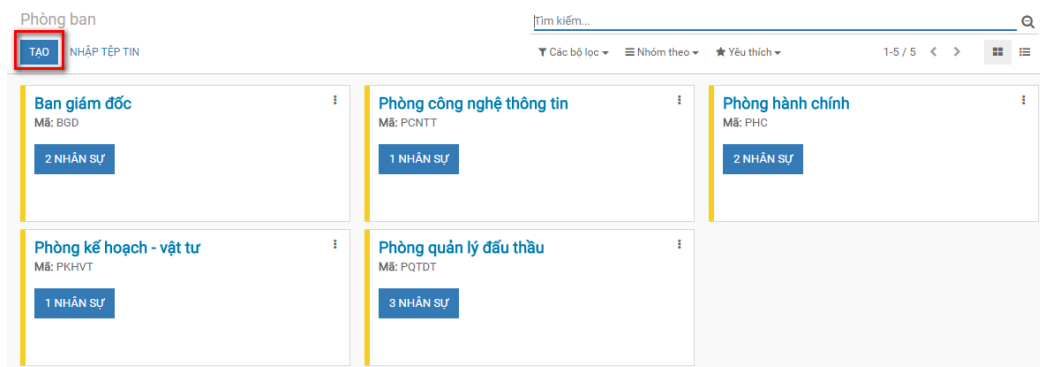 Phòng ban
Tìm kiếm...
TẠO NHẬP TỆP TIN
Các bộ lọc Nhóm theo Yêu thích 1-5 / 5
Ban giám đốc
Mã: BGD
2 NHÂN SỰ
Phòng công nghệ thông tin
Mã: PCNTT
1 NHÂN SỰ
Phòng hành chính
Mã: PHC
2 NHÂN SỰ
Phòng kế hoạch - vật tư
Mã: PKHVT
1 NHÂN SỰ
Phòng quản lý đấu thầu
Mã: PQTDT
3 NHÂN SỰ